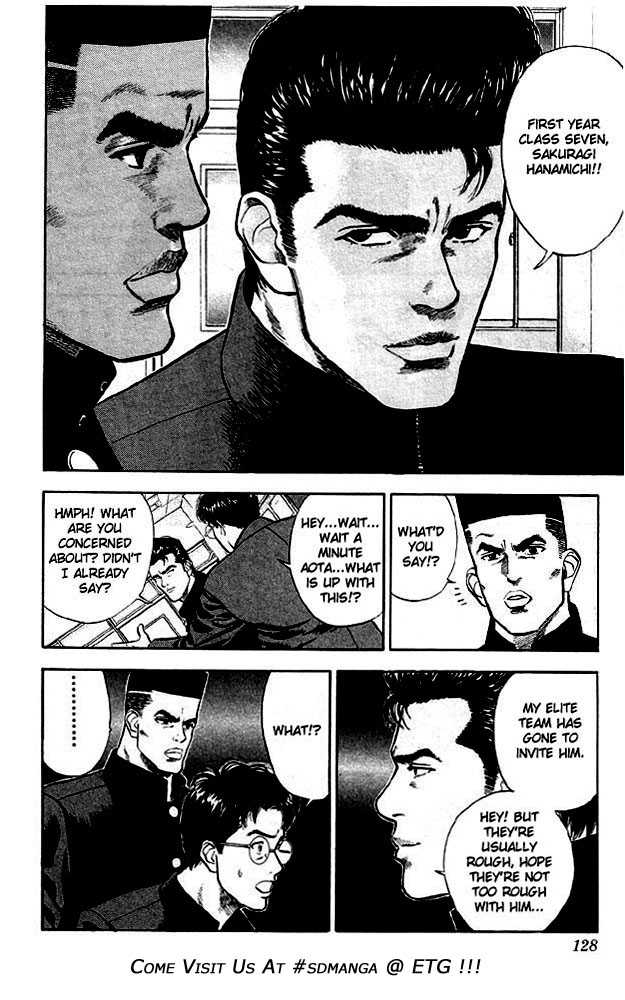 FIRST YEAR
CLASS SEVEN,
SAKURAGI
HANAMICHI!!
WHAT'D
YOU
SAY!?
HEY...WAIT...
WAIT A
MINUTE
AOTA...WHAT
IS UP WITH
THIS!?
HMPH! WHAT
ARE YOU
CONCERNED
ABOUT? DIDN'T
I ALREADY
SAY?
MY ELITE
TEAM HAS
GONE TO
INVITE HIM.
HEY! BUT
THEY'RE
USUALLY
ROUGH, HOPE
THEY'RE NOT
TOO ROUGH
WITH HIM...
WHAT!?
..........
128
COME VISIT US AT #SDMANGA @ ETG !!!